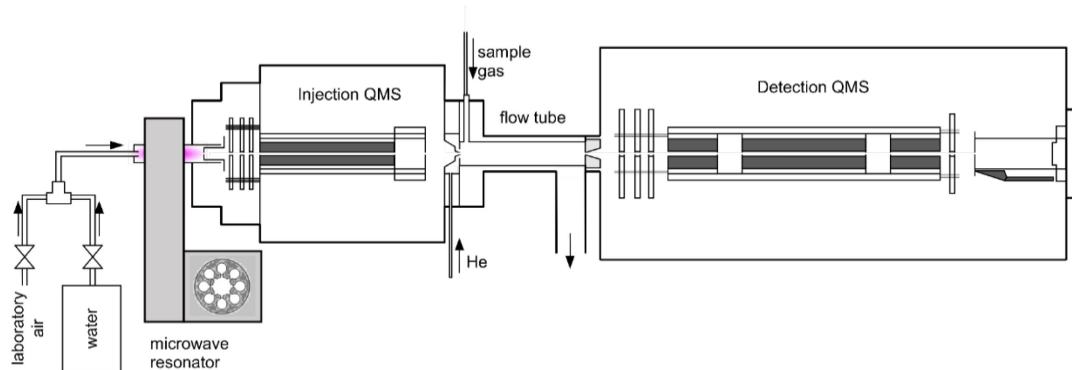 sample
gas
Injection QMS
flow tube
Detection QMS
He
laboratory
air
water
microwave
resonator